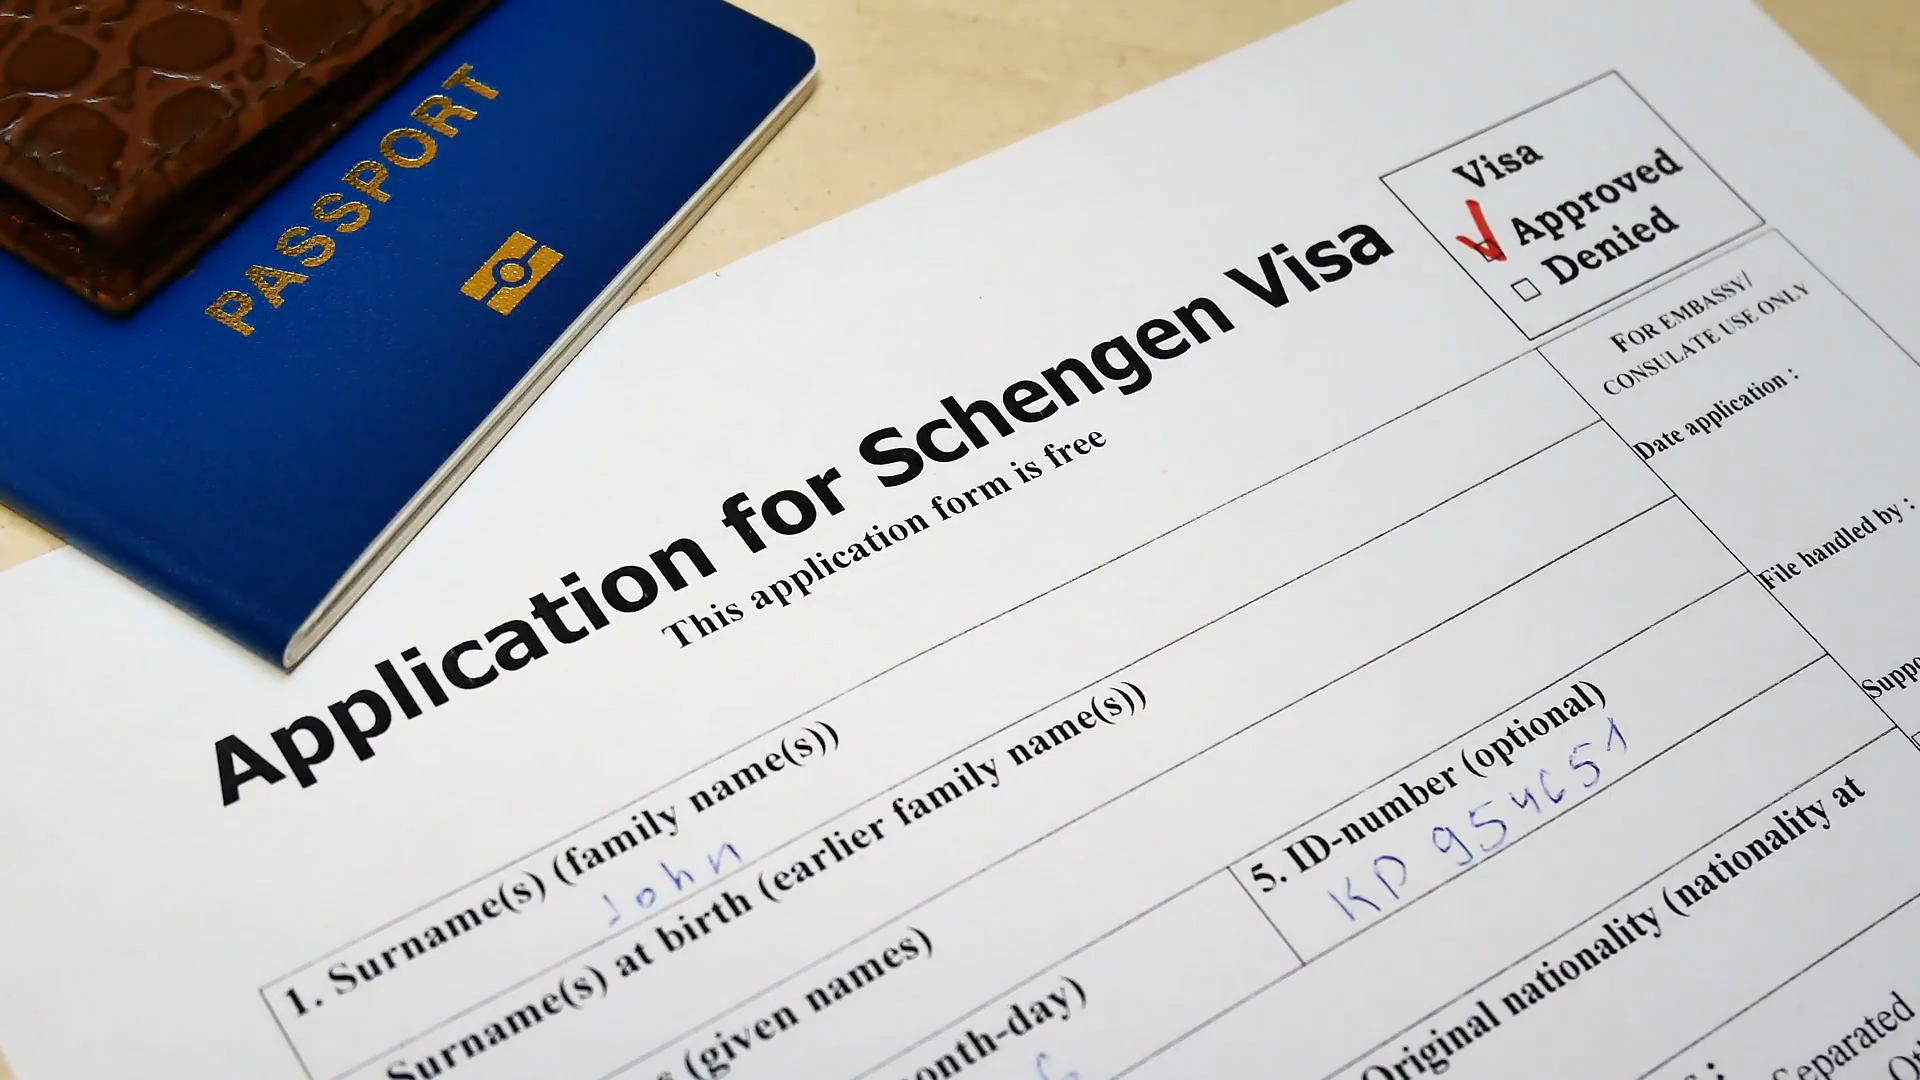 PASSPORT
Visa
Approved
Denied
Application for Schengen Visa
This application form is free
FOR EMBASSY/
CONSULATE USE ONLY
Date application :
File handled by :
1. Surname(s) (family name(s))
John
Surname(s) at birth (earlier family name(s))
(given names)
5. ID-number (optional)
KD 954651
Original nationality (nationality at
Separated